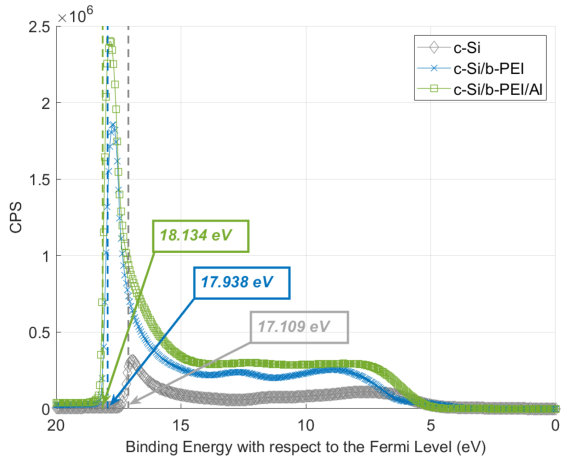 ×10⁶
2.5
2
1.5
1
0.5
0
CPS
c-Si
c-Si/b-PEI
c-Si/b-PEI/Al
18.134 eV
17.938 eV
17.109 eV
20 15 10 5 0
Binding Energy with respect to the Fermi Level (eV)